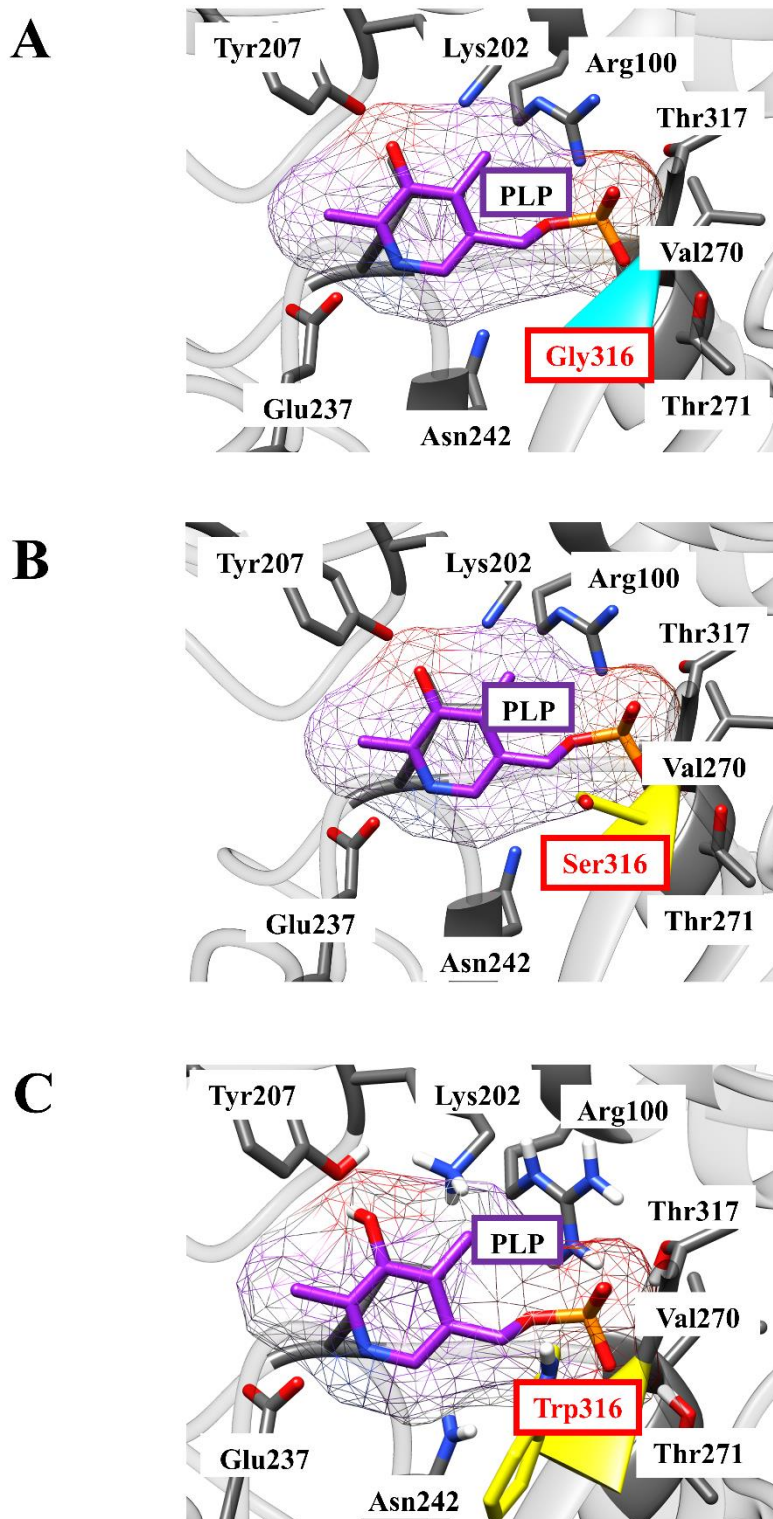 A
Tyr207
Lys202
Arg100
Thr317
PLP
Val270
Gly316
Glu237
Asn242
Thr271
B
Tyr207
Lys202
Arg100
Thr317
PLP
Val270
Ser316
Glu237
Asn242
Thr271
C
Tyr207
Lys202
Arg100
Thr317
PLP
Val270
Trp316
Glu237
Thr271
Asn242